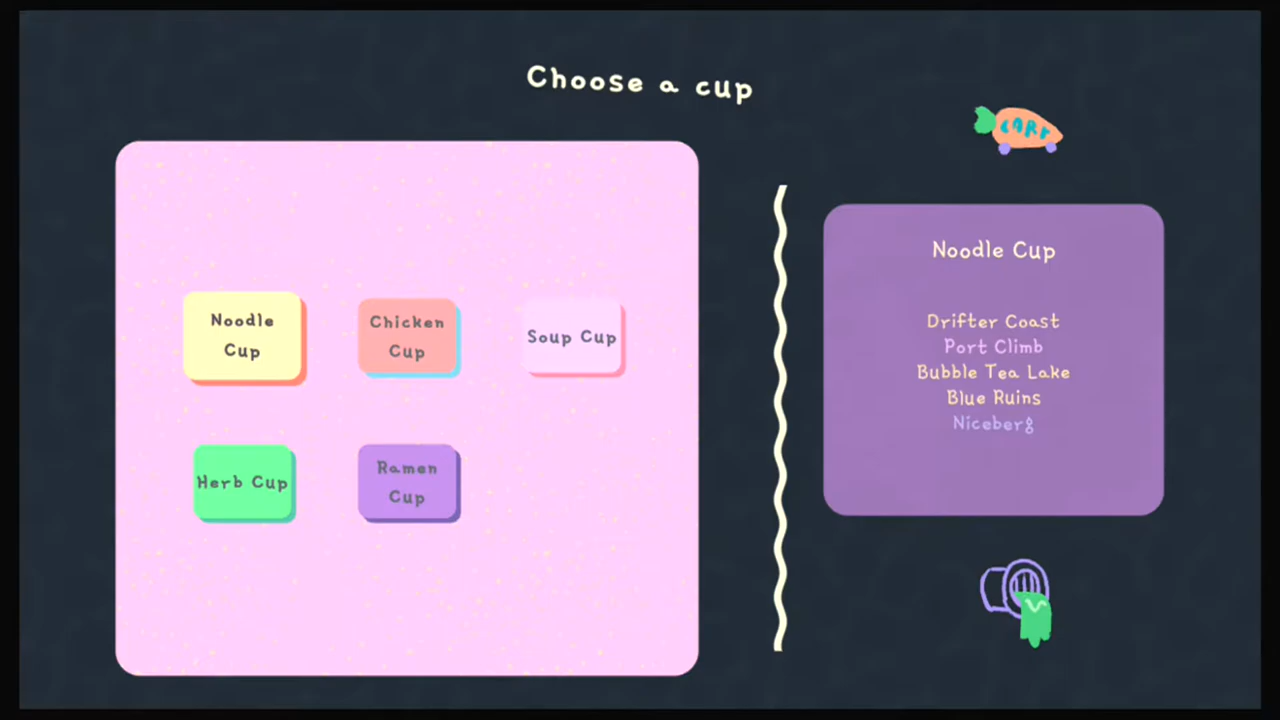 Choose a cup
CART
Noodle Cup
Noodle
Cup
Chicken
Cup
Soup Cup
Drifter Coast
Port Climb
Bubble Tea Lake
Blue Ruins
Niceberg
Herb Cup
Ramen
Cup